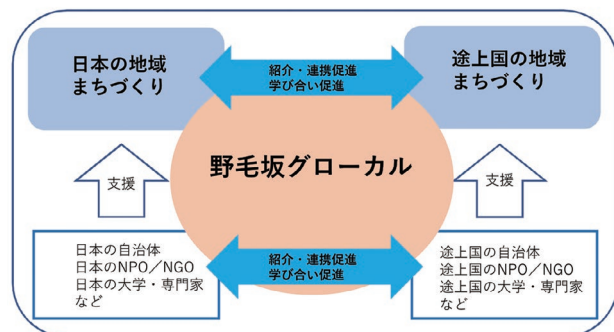 日本の地域
まちづくり
紹介・連携促進
学び合い促進
途上国の地域
まちづくり
野毛坂グローカル
支援
支援
日本の自治体
日本のNPO／NGO
日本の大学・専門家
など
紹介・連携促進
学び合い促進
途上国の自治体
途上国のNPO／NGO
途上国の大学・専門家
など